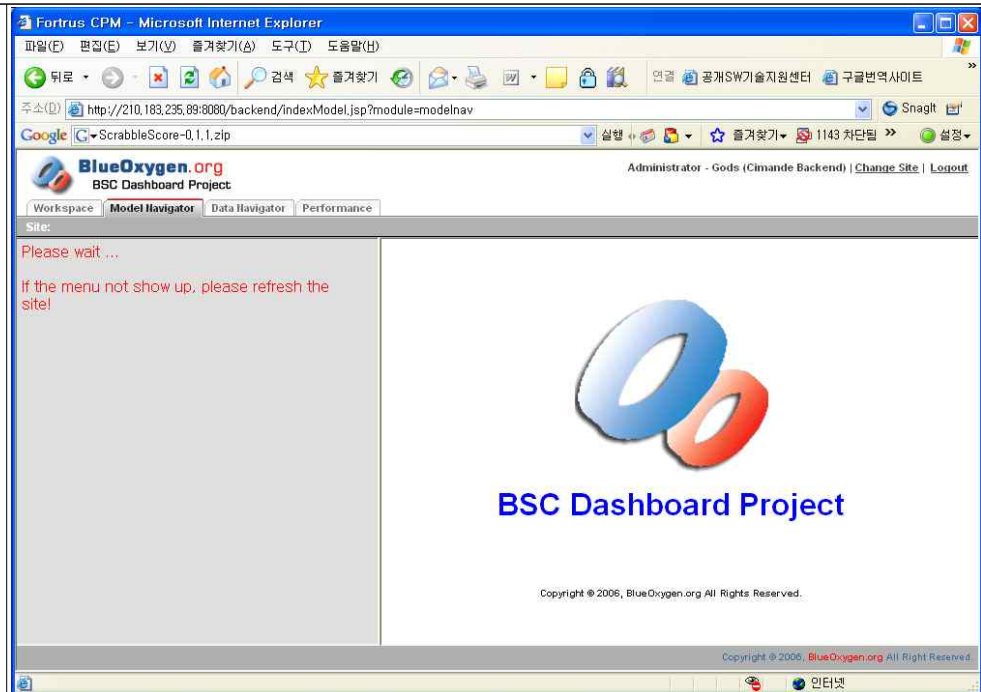 Fortrus CPM - Microsoft Internet Explorer
파일(F) 편집(E) 보기(V) 즐겨찾기(A) 도구(T) 도움말(H)
뒤로 검색 즐겨찾기 연결 공개SW기술지원센터 구글번역사이트 »
주소(D) http://210,183,235,89:8080/backend/indexModel.jsp?module=modelnav SnagIt
Google G ScrabbleScore-0,1,1,zip 실행 즐겨찾기 1143 차단됨 » 설정
BlueOxygen.org
BSC Dashboard Project
Administrator - Gods (Cimande Backend) | Change Site | Logout
Workspace Model Navigator Data Navigator Performance
Site:
Please wait ...
If the menu not show up, please refresh the
site!
BSC Dashboard Project
Copyright © 2006, BlueOxygen.org All Rights Reserved.
Copyright © 2006, BlueOxygen.org All Right Reserved.
인터넷